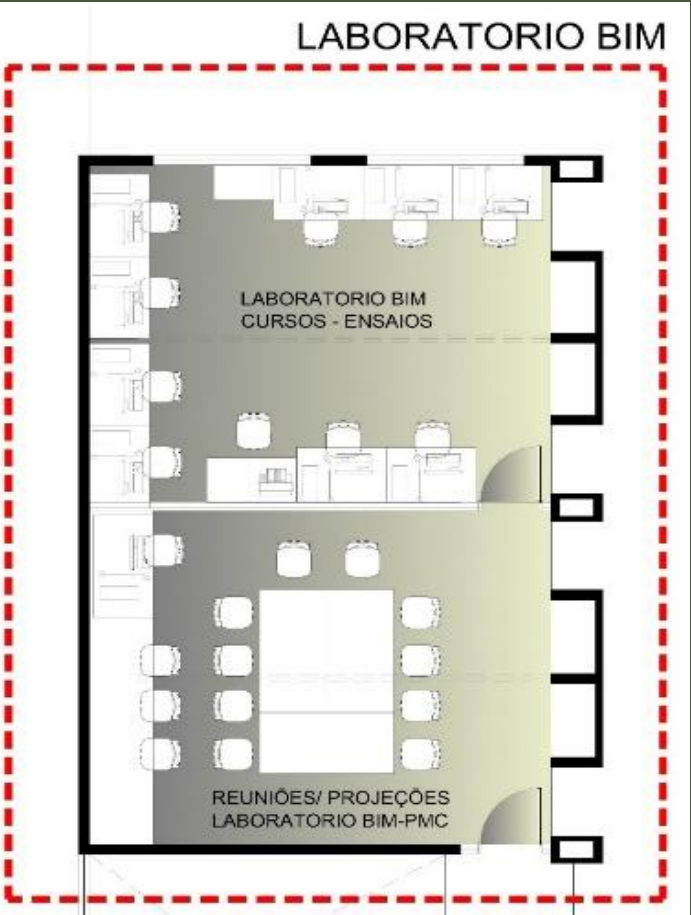 LABORATORIO BIM
LABORATORIO BIM
CURSOS - ENSAIOS
REUNIÕES/ PROJEÇÕES
LABORATORIO BIM-PMC